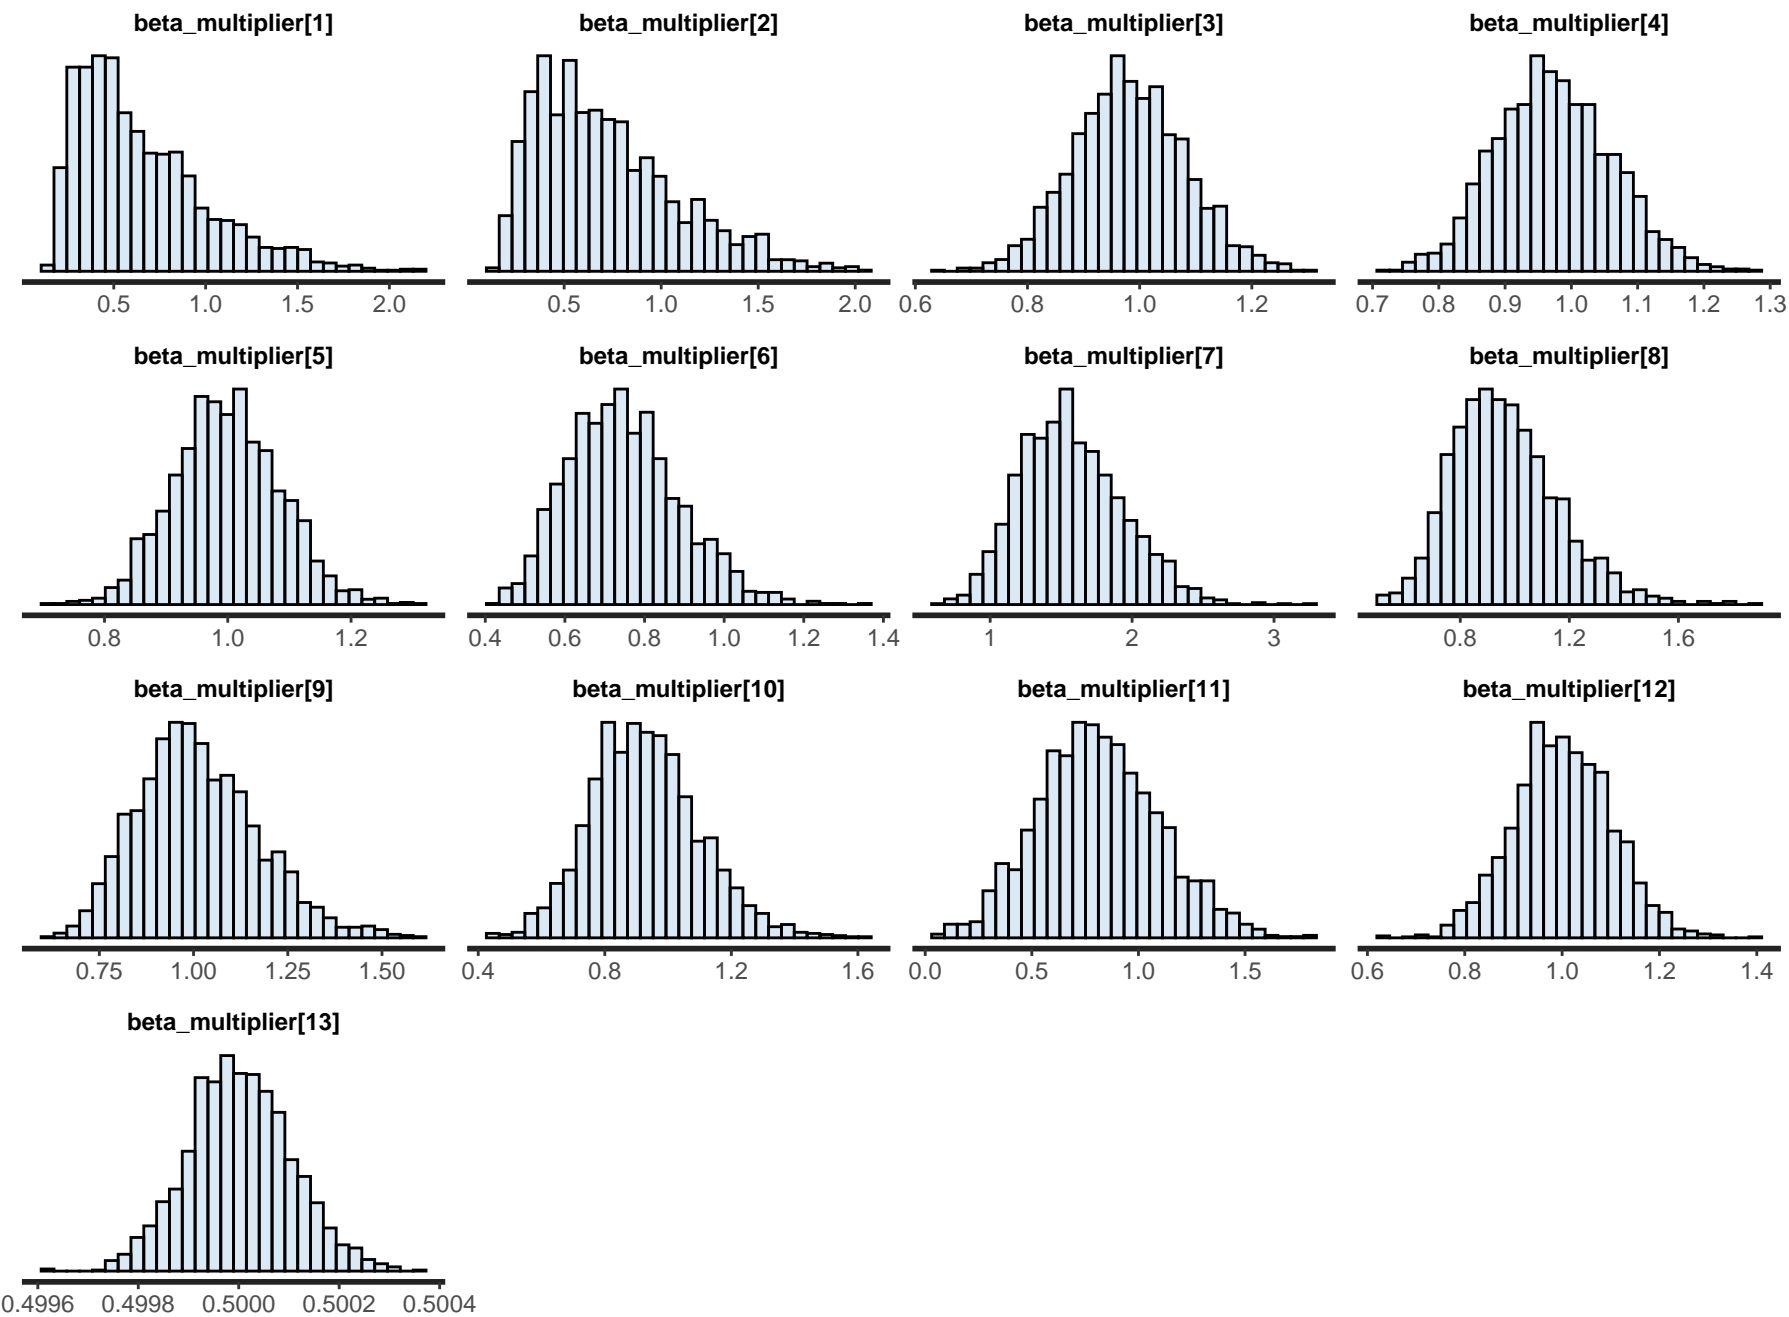 beta_multiplier[1] beta_multiplier[2] beta_multiplier[3] beta_multiplier[4]
0.5 1.0 1.5 2.0 0.5 1.0 1.5 2.0 0.6 0.8 1.0 1.2 0.7 0.8 0.9 1.0 1.1 1.2 1.3
beta_multiplier[5] beta_multiplier[6] beta_multiplier[7] beta_multiplier[8]
0.8 1.0 1.2 0.4 0.6 0.8 1.0 1.2 1.4 1 2 3 0.8 1.2 1.6
beta_multiplier[9] beta_multiplier[10] beta_multiplier[11] beta_multiplier[12]
0.75 1.00 1.25 1.50 0.4 0.8 1.2 1.6 0.0 0.5 1.0 1.5 0.6 0.8 1.0 1.2 1.4
beta_multiplier[13]
0.4996 0.4998 0.5000 0.5002 0.5004